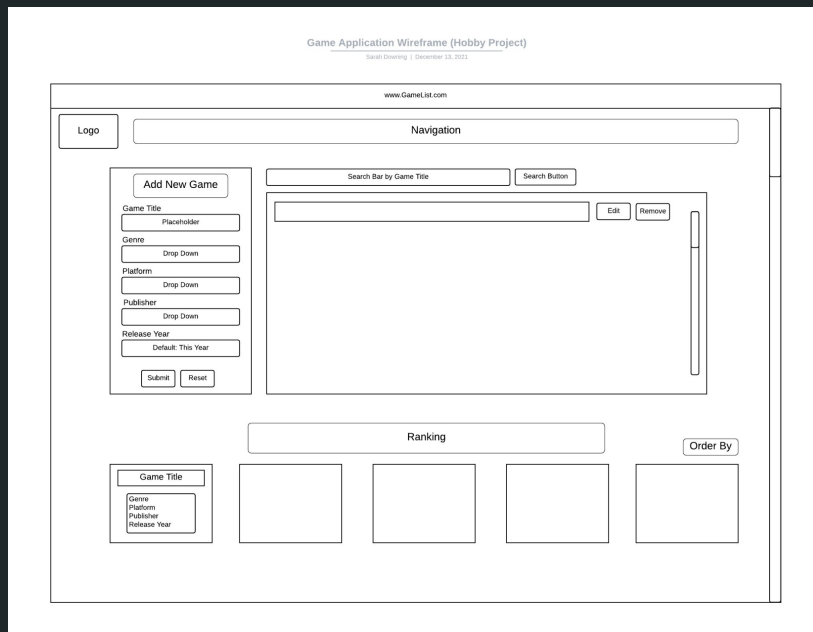 Game Application Wireframe (Hobby Project)
Sarah Downing | December 13, 2021
www.GameList.com
Logo
Navigation
Add New Game
Game Title
Placeholder
Genre
Drop Down
Platform
Drop Down
Publisher
Drop Down
Release Year
Default: This Year
Submit Reset
Search Bar by Game Title
Search Button
Edit Remove
Ranking
Order By
Game Title
Genre
Platform
Publisher
Release Year